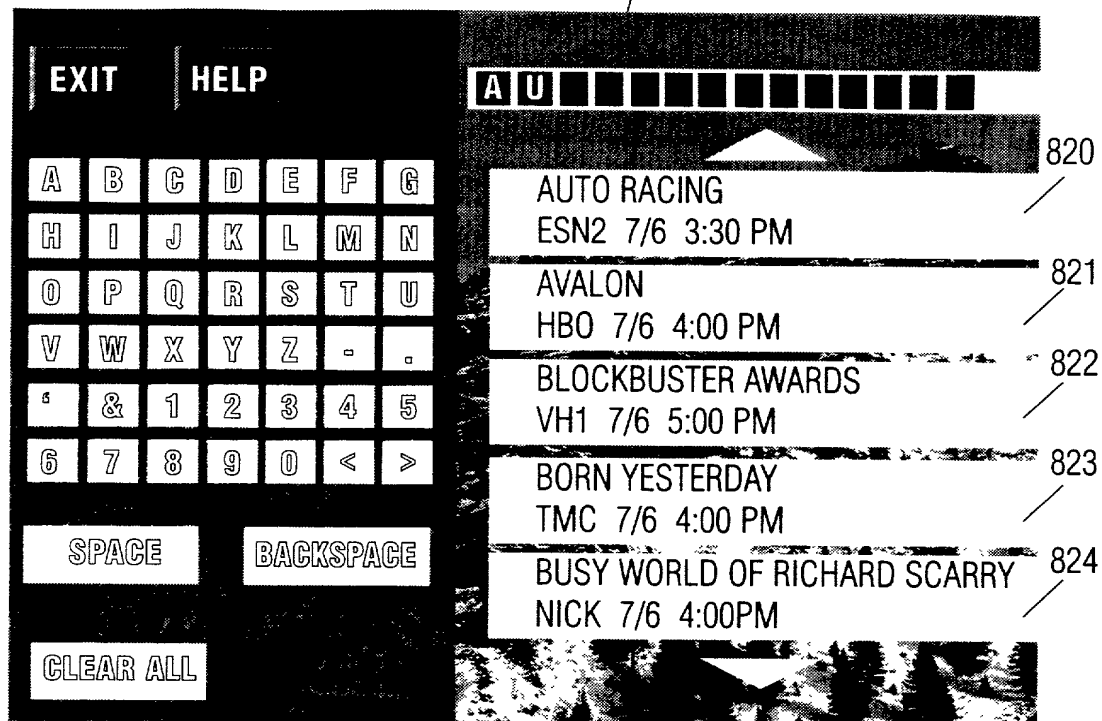 EXIT HELP
A U
A B C D E F G
H I J K L M N
O P Q R S T U
V W X Y Z - .
' & 1 2 3 4 5
6 7 8 9 0 < >
SPACE BACKSPACE
CLEAR ALL
820
AUTO RACING
ESN2 7/6 3:30 PM
821
AVALON
HBO 7/6 4:00 PM
822
BLOCKBUSTER AWARDS
VH1 7/6 5:00 PM
823
BORN YESTERDAY
TMC 7/6 4:00 PM
824
BUSY WORLD OF RICHARD SCARRY
NICK 7/6 4:00PM